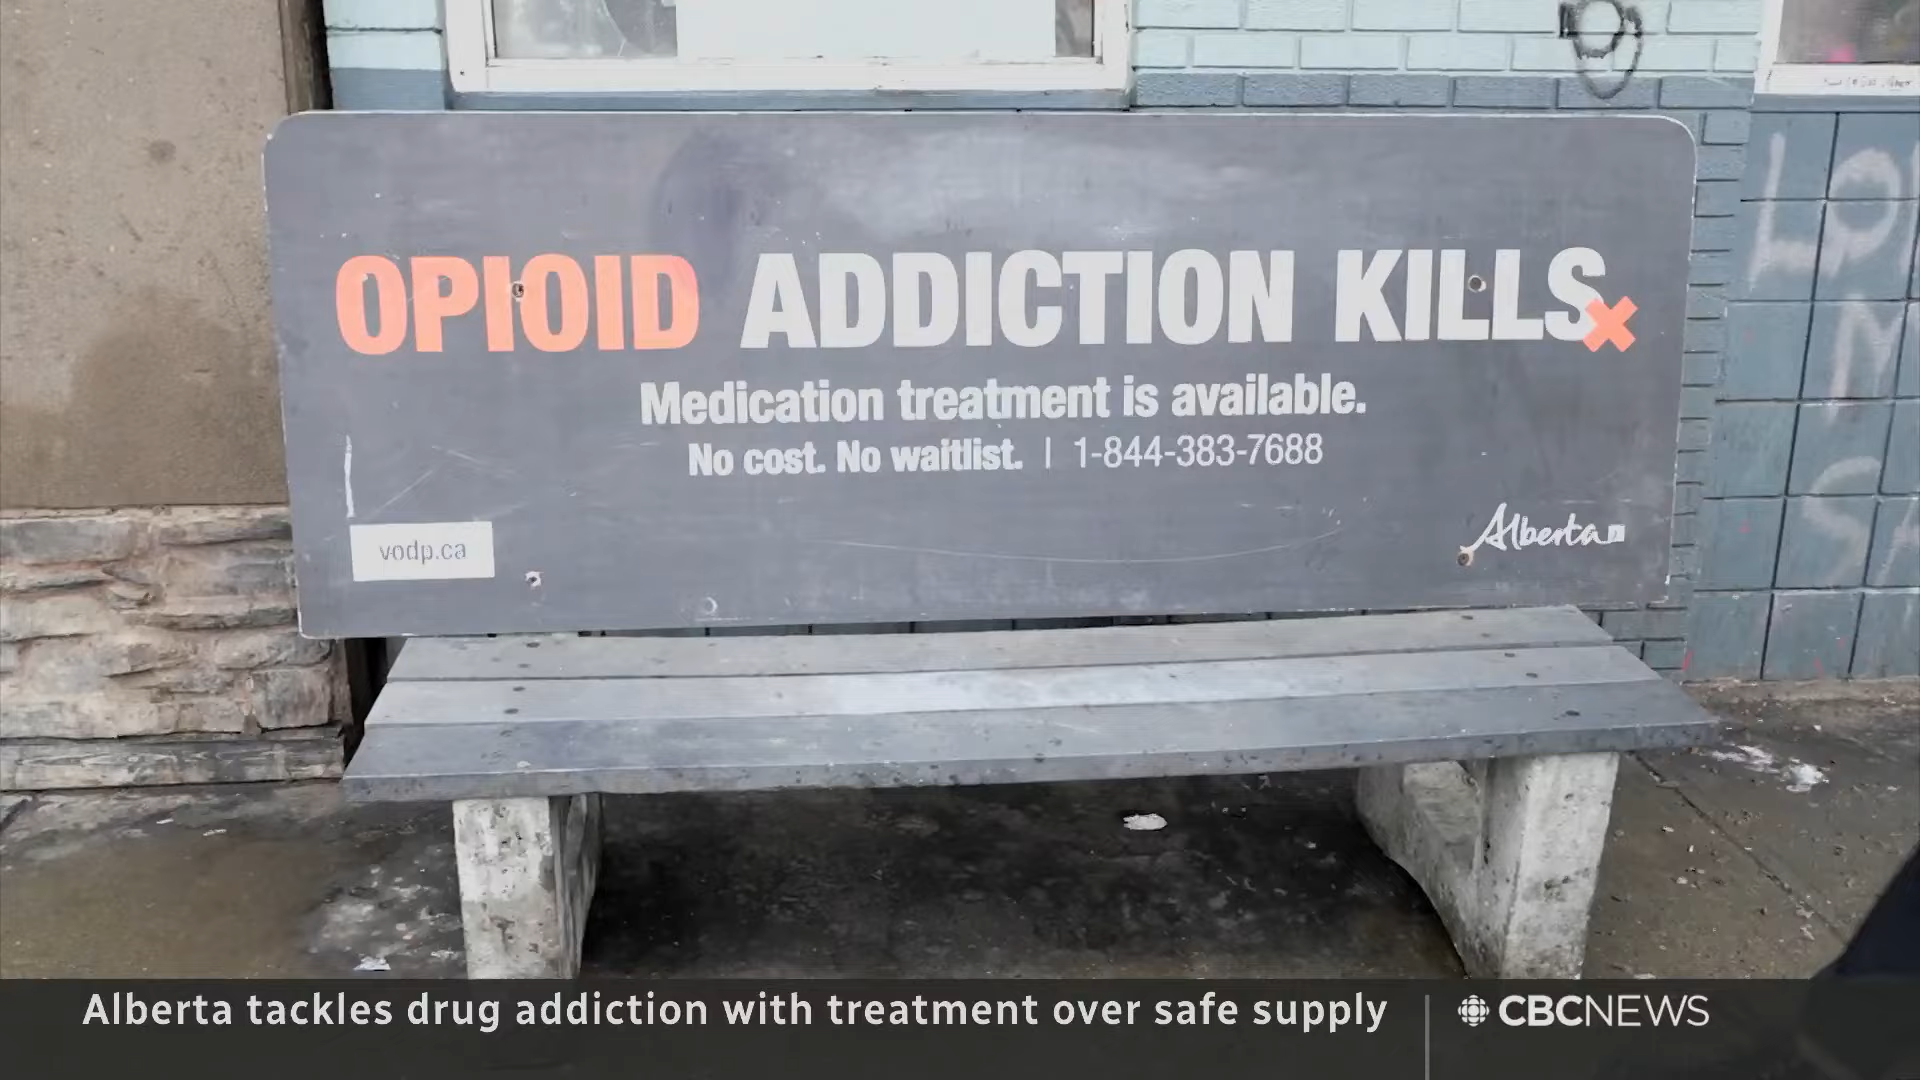 OPIOID ADDICTION KILLS
Medication treatment is available.
No cost. No waitlist. | 1-844-383-7688
vodp.ca
Alberta
Alberta tackles drug addiction with treatment over safe supply
CBCNEWS